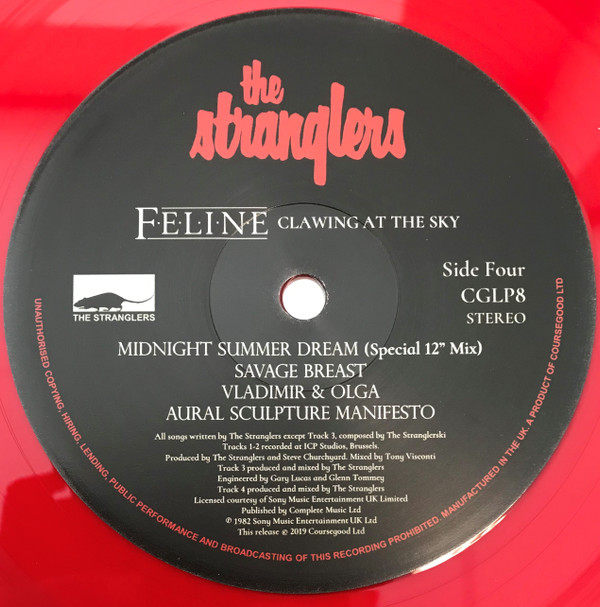 the
stranglers
F·E·L·I·N·E CLAWING AT THE SKY
Side Four
CGLP8
STEREO
THE STRANGLERS
MIDNIGHT SUMMER DREAM (Special 12" Mix)
SAVAGE BREAST
VLADIMIR & OLGA
AURAL SCULPTURE MANIFESTO
All songs written by The Stranglers except Track 3, composed by The Stranglerski
Tracks 1-2 recorded at ICP Studios, Brussels.
Produced by The Stranglers and Steve Churchyard. Mixed by Tony Visconti
Track 3 produced and mixed by The Stranglers
Engineered by Gary Lucas and Glenn Tommey
Track 4 produced and mixed by The Stranglers
Licensed courtesy of Sony Music Entertainment UK Limited
Published by Complete Music Ltd
℗ 1982 Sony Music Entertainment UK Ltd
This release © 2019 Coursegood Ltd
UNAUTHORISED COPYING, HIRING, LENDING, PUBLIC PERFORMANCE AND BROADCASTING OF THIS RECORDING PROHIBITED. MANUFACTURED IN THE UK. A PRODUCT OF COURSEGOOD LTD